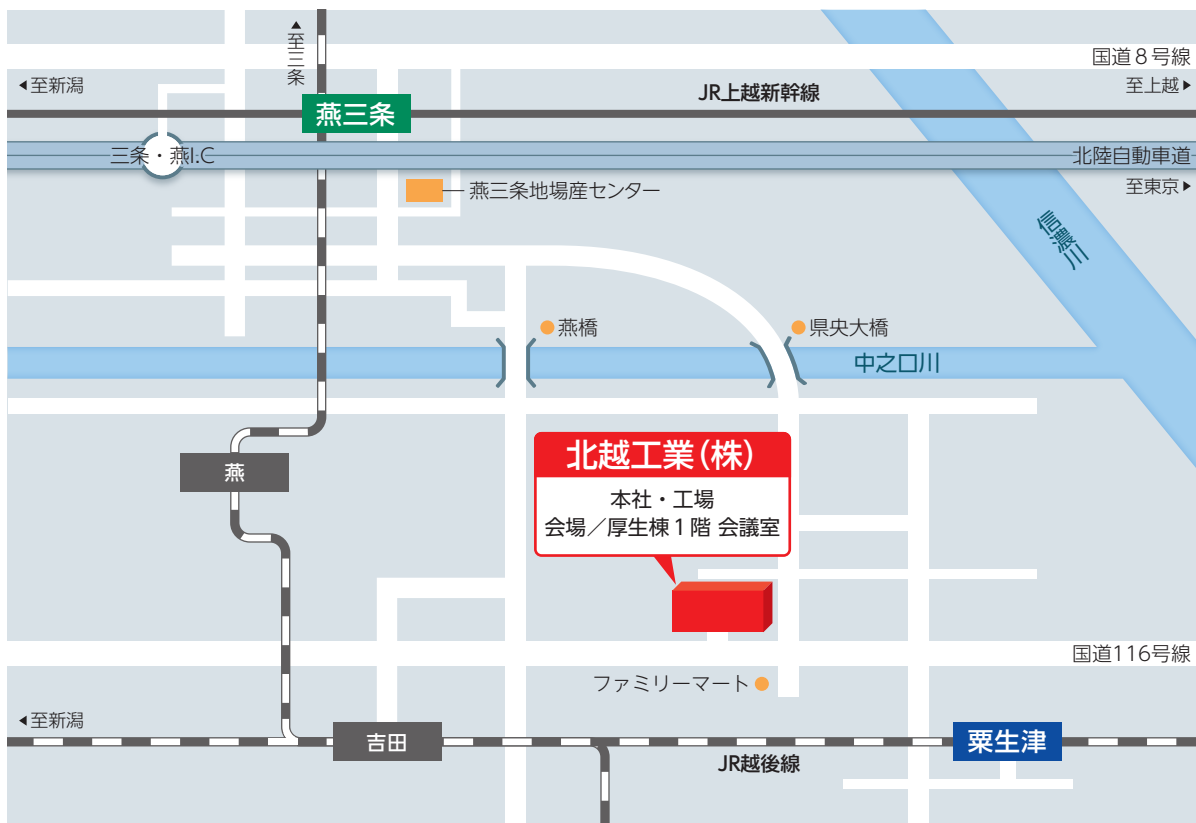 ▲至三条
国道8号線
◀至新潟
至上越▶
JR上越新幹線
燕三条
三条・燕I.C
北陸自動車道
燕三条地場産センター
至東京▶
信濃川
燕橋
県央大橋
中之口川
燕
北越工業(株)
本社・工場
会場／厚生棟1階 会議室
国道116号線
ファミリーマート
◀至新潟
吉田
粟生津
JR越後線